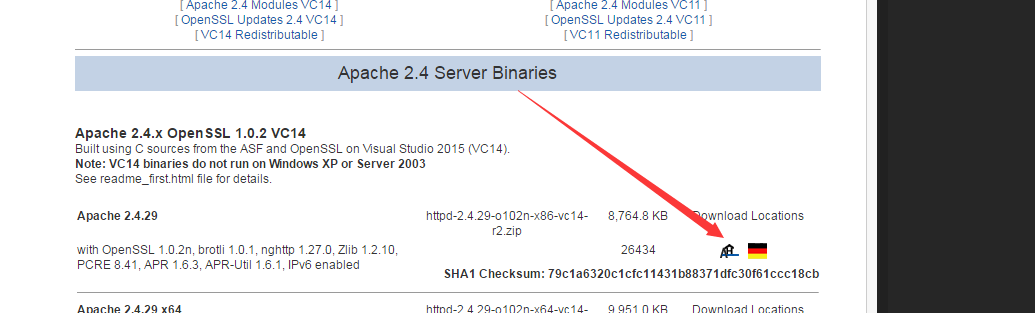 [ Apache 2.4 Modules VC14 ] [ Apache 2.4 Modules VC11 ]
[ OpenSSL Updates 2.4 VC14 ] [ OpenSSL Updates 2.4 VC11 ]
[ VC14 Redistributable ] [ VC11 Redistributable ]
Apache 2.4 Server Binaries
Apache 2.4.x OpenSSL 1.0.2 VC14
Built using C sources from the ASF and OpenSSL on Visual Studio 2015 (VC14).
Note: VC14 binaries do not run on Windows XP or Server 2003
See readme_first.html file for details.
Apache 2.4.29 httpd-2.4.29-o102n-x86-vc14- 8,764.8 KB Download Locations
r2.zip
with OpenSSL 1.0.2n, brotli 1.0.1, nghttp 1.27.0, Zlib 1.2.10, 26434
PCRE 8.41, APR 1.6.3, APR-Util 1.6.1, IPv6 enabled
SHA1 Checksum: 79c1a6320c1cfc11431b88371dfc30f61ccc18cb
Apache 2.4.29 x64 httpd-2.4.29-o102n-x64-vc14- 9,951.0 KB Download Locations